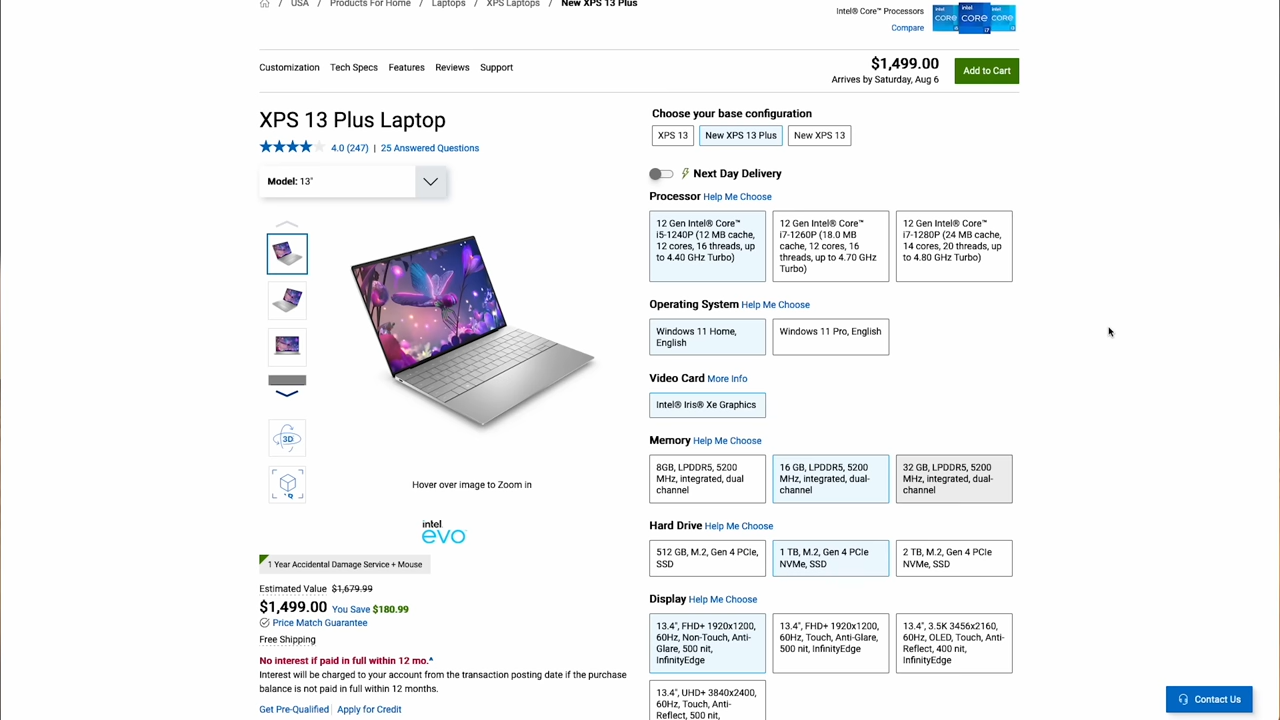 USA / Products For Home / Laptops / XPS Laptops / New XPS 13 Plus
Intel® Core™ Processors
Compare
intel
CORE
intel
CORE
i7
intel
CORE
Customization Tech Specs Features Reviews Support
$1,499.00
Arrives by Saturday, Aug 6
Add to Cart
XPS 13 Plus Laptop
4.0 (247) | 25 Answered Questions
Model: 13"
3D
Hover over image to Zoom in
intel
evo
1 Year Accidental Damage Service + Mouse
Estimated Value $1,679.99
$1,499.00 You Save $180.99
Price Match Guarantee
Free Shipping
No interest if paid in full within 12 mo.^
Interest will be charged to your account from the transaction posting date if the purchase
balance is not paid in full within 12 months.
Get Pre-Qualified | Apply for Credit
Choose your base configuration
XPS 13
New XPS 13 Plus
New XPS 13
Next Day Delivery
Processor Help Me Choose
12 Gen Intel® Core™
i5-1240P (12 MB cache,
12 cores, 16 threads, up
to 4.40 GHz Turbo)
12 Gen Intel® Core™
i7-1260P (18.0 MB
cache, 12 cores, 16
threads, up to 4.70 GHz
Turbo)
12 Gen Intel® Core™
i7-1280P (24 MB cache,
14 cores, 20 threads, up
to 4.80 GHz Turbo)
Operating System Help Me Choose
Windows 11 Home,
English
Windows 11 Pro, English
Video Card More Info
Intel® Iris® Xe Graphics
Memory Help Me Choose
8GB, LPDDR5, 5200
MHz, integrated, dual
channel
16 GB, LPDDR5, 5200
MHz, integrated, dual-
channel
32 GB, LPDDR5, 5200
MHz, integrated, dual-
channel
Hard Drive Help Me Choose
512 GB, M.2, Gen 4 PCIe,
SSD
1 TB, M.2, Gen 4 PCIe
NVMe, SSD
2 TB, M.2, Gen 4 PCIe
NVMe, SSD
Display Help Me Choose
13.4", FHD+ 1920x1200,
60Hz, Non-Touch, Anti-
Glare, 500 nit,
InfinityEdge
13.4", FHD+ 1920x1200,
60Hz, Touch, Anti-Glare,
500 nit, InfinityEdge
13.4", 3.5K 3456x2160,
60Hz, OLED, Touch, Anti-
Reflect, 400 nit,
InfinityEdge
13.4", UHD+ 3840x2400,
60Hz, Touch, Anti-
Reflect, 500 nit,
Contact Us